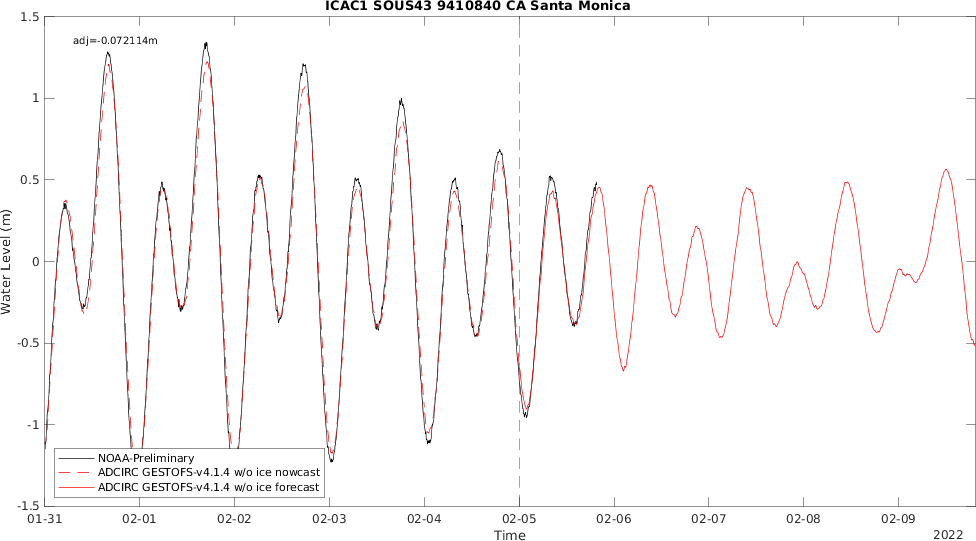 ICAC1 SOUS43 9410840 CA Santa Monica
adj=-0.072114m
1.5
1
0.5
0
-0.5
-1
-1.5
Water Level (m)
NOAA-Preliminary
ADCIRC GESTOFS-v4.1.4 w/o ice nowcast
ADCIRC GESTOFS-v4.1.4 w/o ice forecast
01-31 02-01 02-02 02-03 02-04 02-05 02-06 02-07 02-08 02-09
Time
2022